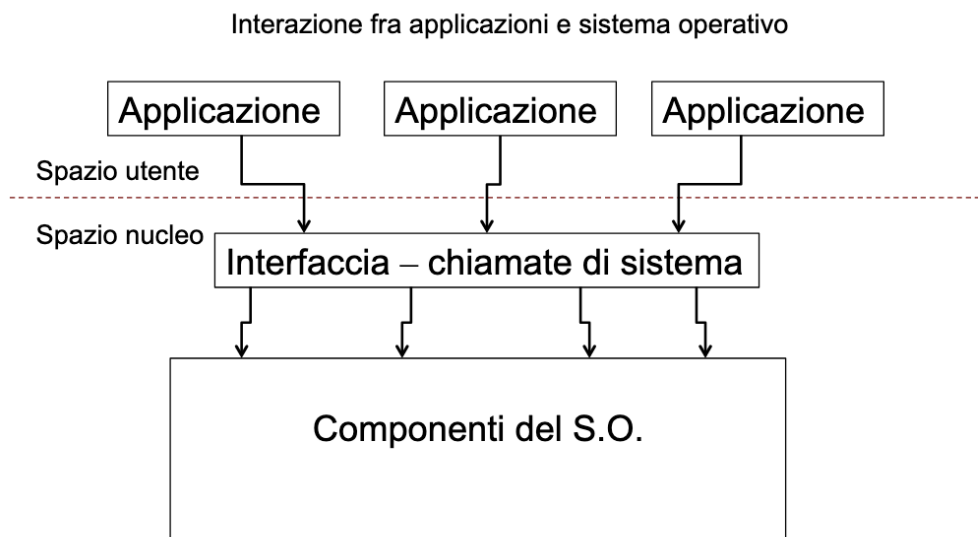 Interazione fra applicazioni e sistema operativo
Applicazione
Applicazione
Applicazione
Spazio utente
Spazio nucleo
Interfaccia – chiamate di sistema
Componenti del S.O.